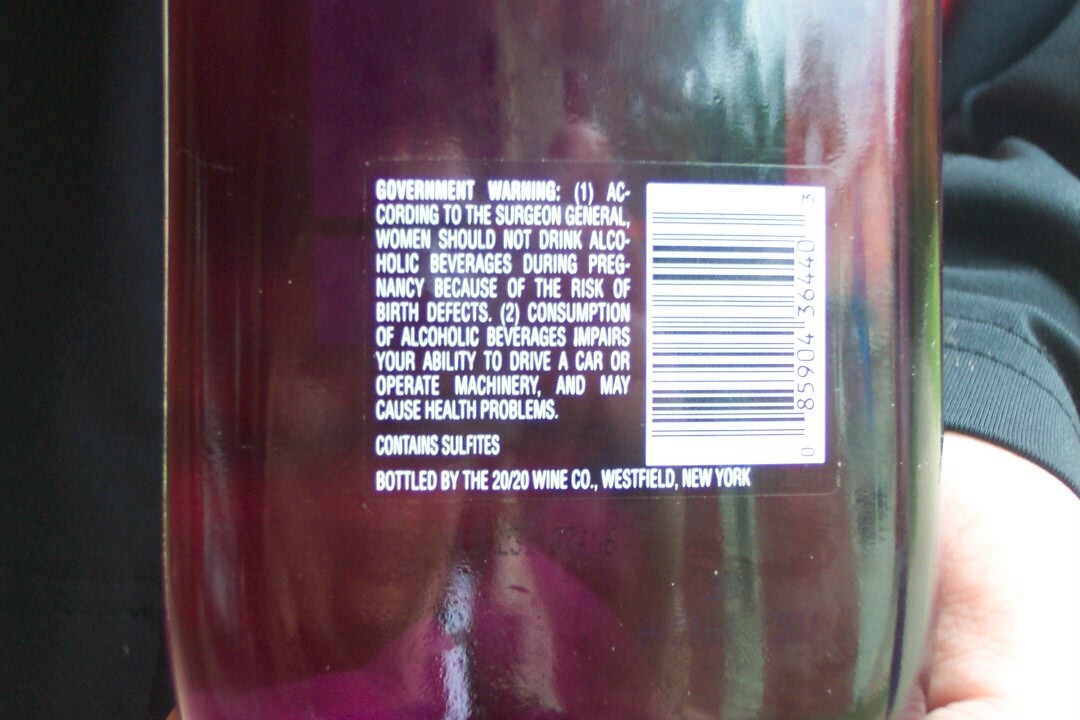 GOVERNMENT WARNING: (1) AC-
CORDING TO THE SURGEON GENERAL,
WOMEN SHOULD NOT DRINK ALCO-
HOLIC BEVERAGES DURING PREG-
NANCY BECAUSE OF THE RISK OF
BIRTH DEFECTS. (2) CONSUMPTION
OF ALCOHOLIC BEVERAGES IMPAIRS
YOUR ABILITY TO DRIVE A CAR OR
OPERATE MACHINERY, AND MAY
CAUSE HEALTH PROBLEMS.
CONTAINS SULFITES
BOTTLED BY THE 20/20 WINE CO., WESTFIELD, NEW YORK
0 85904 36440 3